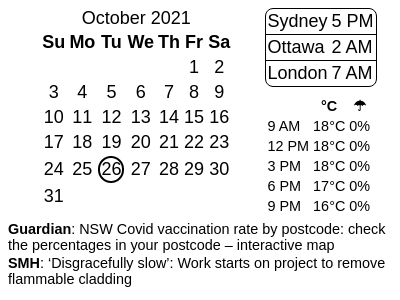 October 2021
Su Mo Tu We Th Fr Sa
1 2
3 4 5 6 7 8 9
10 11 12 13 14 15 16
17 18 19 20 21 22 23
24 25 26 27 28 29 30
31
Sydney 5 PM
Ottawa 2 AM
London 7 AM
°C ☂
9 AM 18°C 0%
12 PM 18°C 0%
3 PM 18°C 0%
6 PM 17°C 0%
9 PM 16°C 0%
Guardian: NSW Covid vaccination rate by postcode: check
the percentages in your postcode – interactive map
SMH: ‘Disgracefully slow’: Work starts on project to remove
flammable cladding